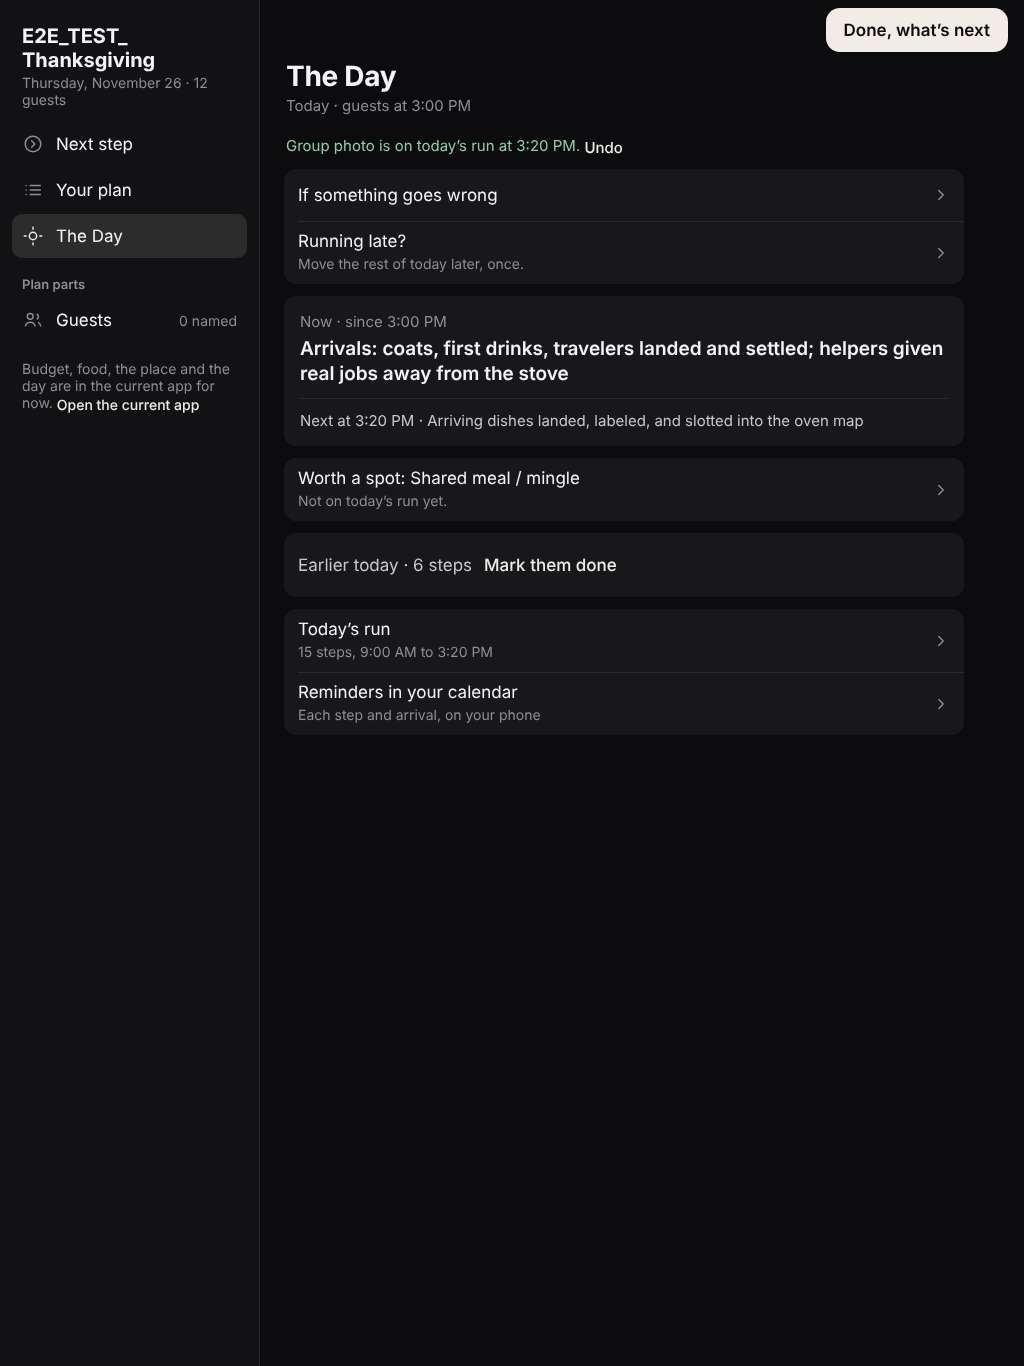 E2E_TEST_
Thanksgiving
Thursday, November 26 · 12
guests
Next step
Your plan
The Day
Plan parts
Guests 0 named
Budget, food, the place and the
day are in the current app for
now. Open the current app
Done, what’s next
The Day
Today · guests at 3:00 PM
Group photo is on today’s run at 3:20 PM. Undo
If something goes wrong
Running late?
Move the rest of today later, once.
Now · since 3:00 PM
Arrivals: coats, first drinks, travelers landed and settled; helpers given
real jobs away from the stove
Next at 3:20 PM · Arriving dishes landed, labeled, and slotted into the oven map
Worth a spot: Shared meal / mingle
Not on today’s run yet.
Earlier today · 6 steps Mark them done
Today’s run
15 steps, 9:00 AM to 3:20 PM
Reminders in your calendar
Each step and arrival, on your phone